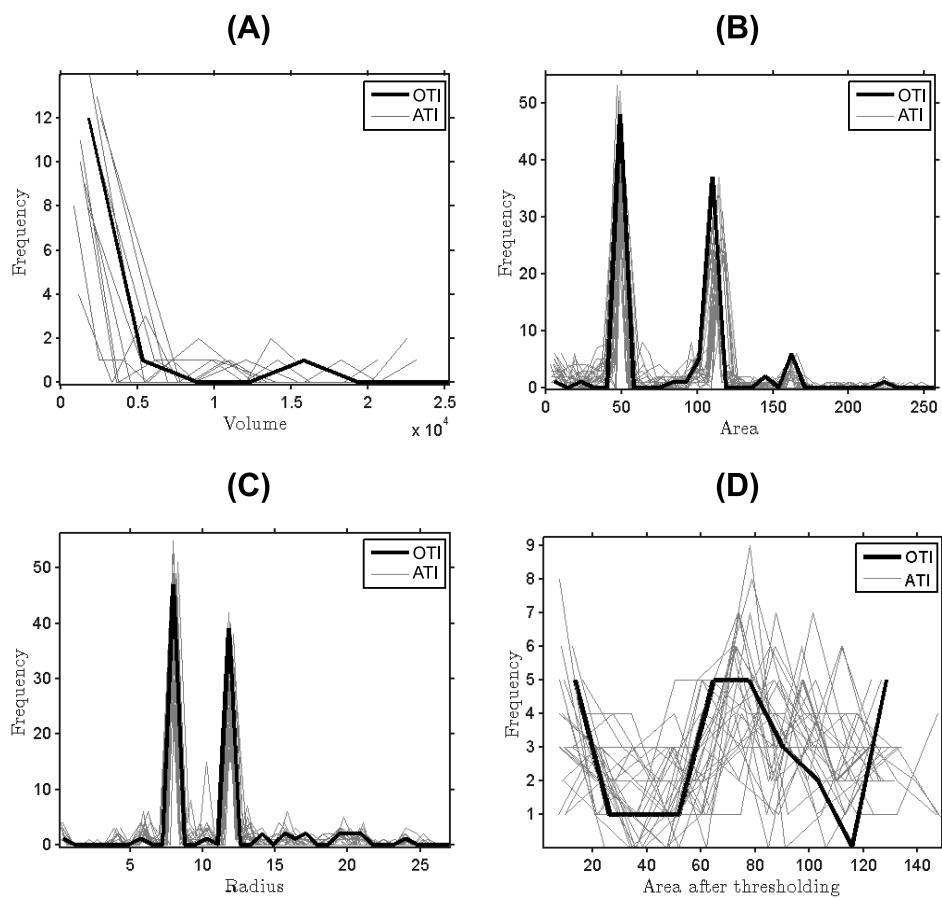 (A)
(B)
OTI
ATI
12
10
8
6
4
2
0
Frequency
0
0.5
1
1.5
2
2.5
x 10⁴
Volume
OTI
ATI
50
40
30
20
10
0
Frequency
0
50
100
150
200
250
Area
(C)
(D)
OTI
ATI
50
40
30
20
10
0
Frequency
5
10
15
20
25
Radius
OTI
ATI
9
8
7
6
5
4
3
2
1
Frequency
20
40
60
80
100
120
140
Area after thresholding